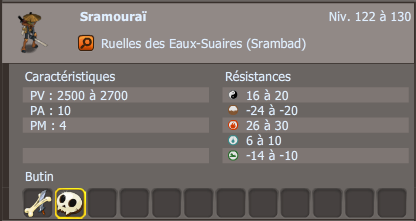 Sramouraï
Niv. 122 à 130
Ruelles des Eaux-Suaires (Srambad)
Caractéristiques
Résistances
PV : 2500 à 2700
16 à 20
PA : 10
-24 à -20
PM : 4
26 à 30
6 à 10
-14 à -10
Butin